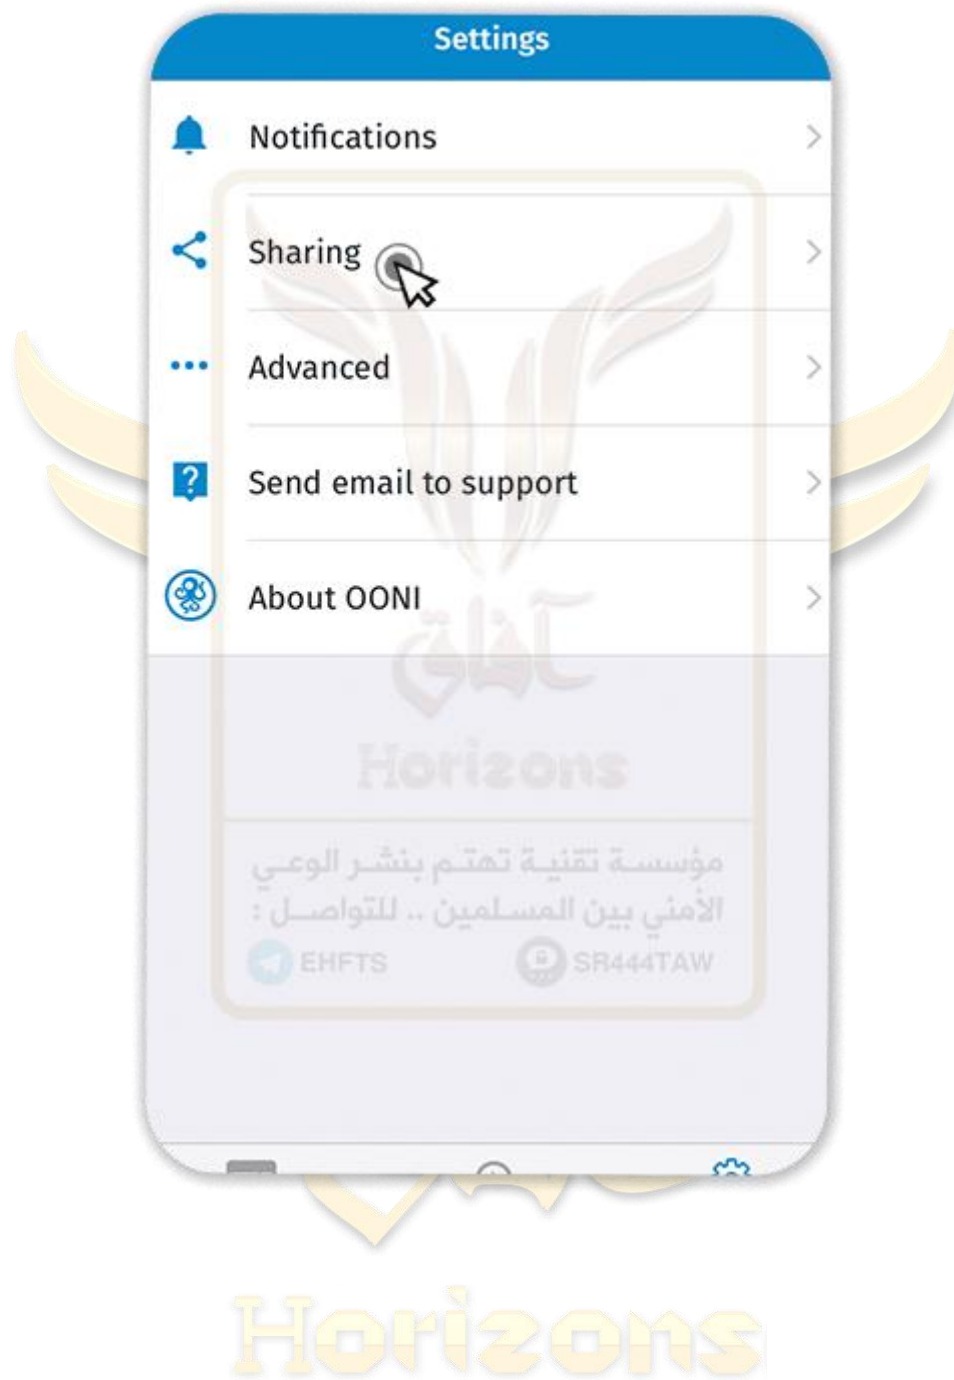 Settings
Notifications
Sharing
Advanced
Send email to support
About OONI
آفاق
Horizons
مؤسسة تقنية تهتم بنشر الوعي
الأمني بين المسلمين .. للتواصل :
EHFTS SR444TAW
Horizons